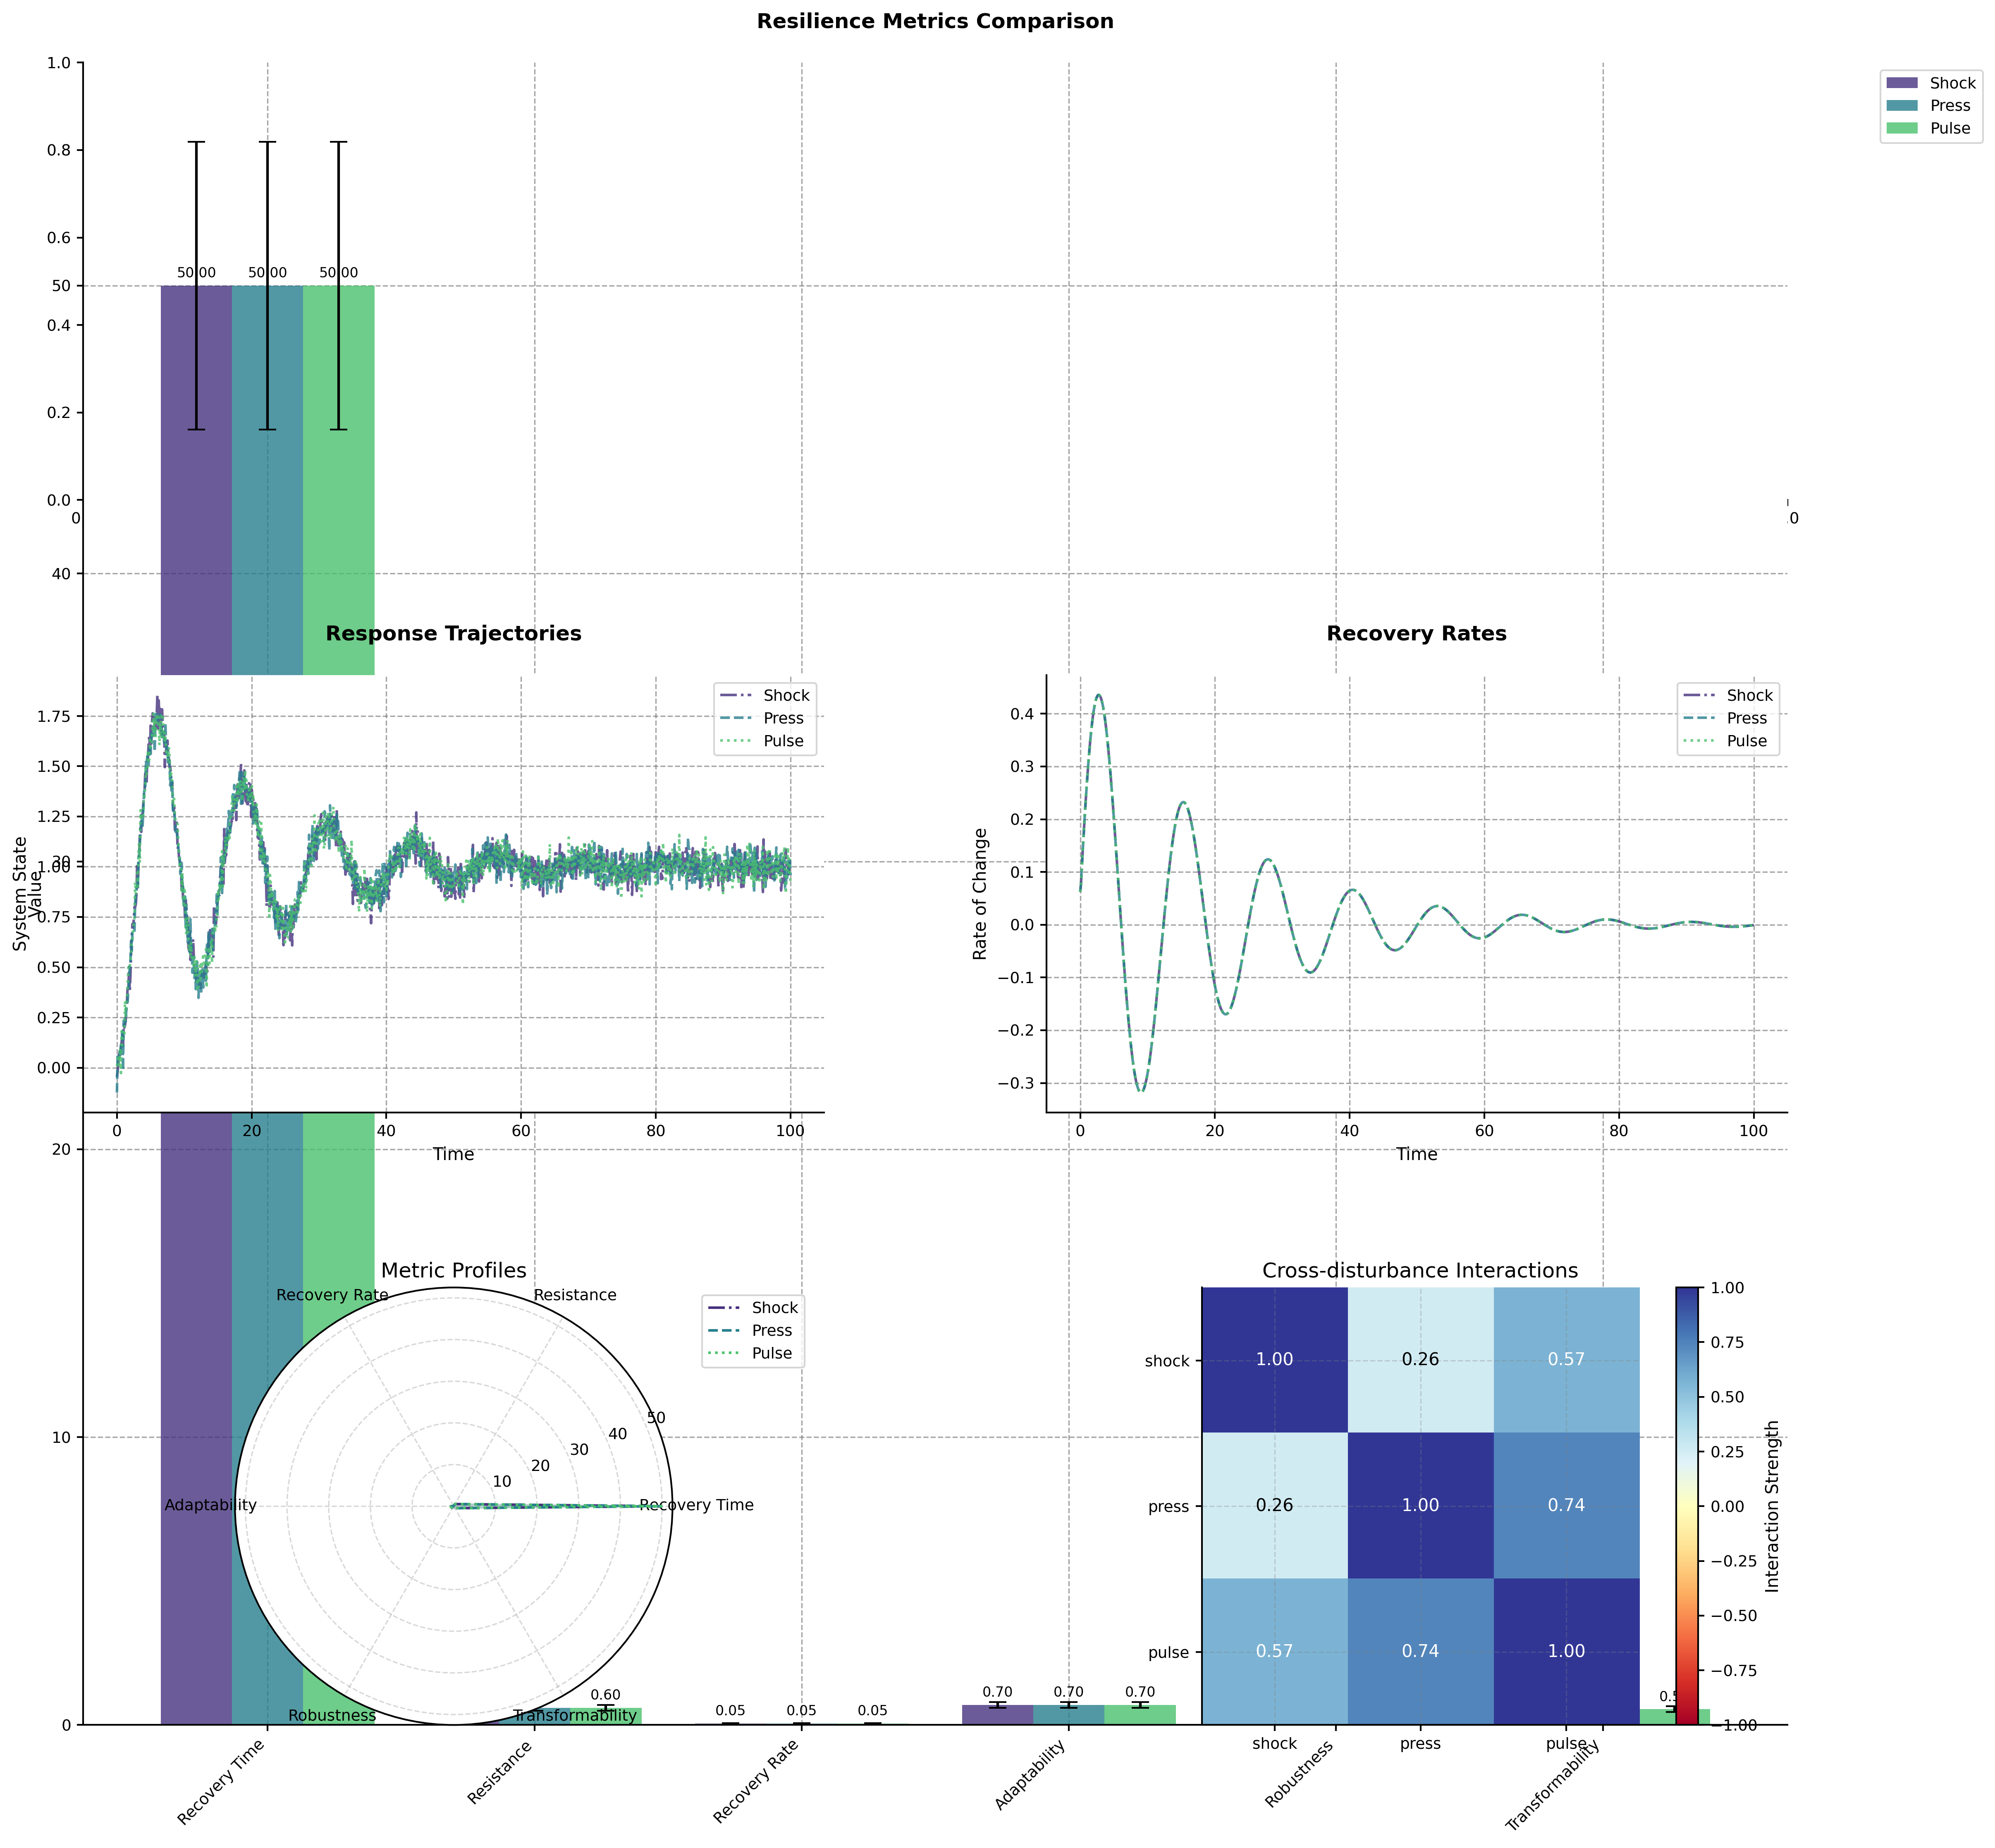 Resilience Metrics Comparison
1.0
0.8
0.6
50
0.4
0.2
0.0
40
Shock
Press
Pulse
50.00 50.00 50.00
0
.0
Response Trajectories
1.75
1.50
1.25
1.00
0.75
0.50
0.25
0.00
System State
Value
Shock
Press
Pulse
0 20 40 60 80 100
Time
Recovery Rates
0.4
0.3
0.2
0.1
0.0
−0.1
−0.2
−0.3
Rate of Change
Shock
Press
Pulse
0 20 40 60 80 100
Time
20
10
0
Metric Profiles
Recovery Rate
Resistance
Adaptability
Recovery Time
Robustness
Transformability
10
20
30
40
50
Shock
Press
Pulse
Cross-disturbance Interactions
shock
press
pulse
1.00 0.26 0.57
0.26 1.00 0.74
0.57 0.74 1.00
shock press pulse
1.00
0.75
0.50
0.25
0.00
−0.25
−0.50
−0.75
−1.00
Interaction Strength
0.60
0.05 0.05 0.05
0.70 0.70 0.70
Recovery Time
Resistance
Recovery Rate
Adaptability
Robustness
Transformability